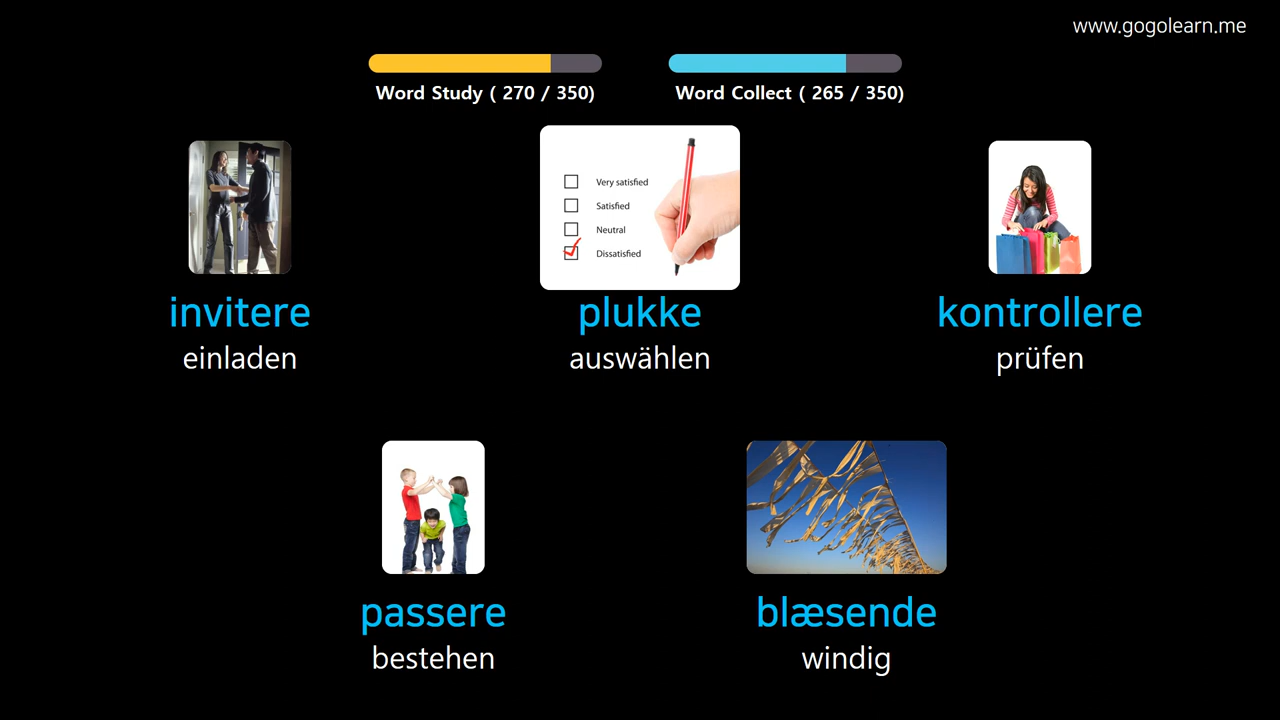 www.gogolearn.me
Word Study ( 270 / 350)
Word Collect ( 265 / 350)
Very satisfied
Satisfied
Neutral
Dissatisfied
invitere
einladen
plukke
auswählen
kontrollere
prüfen
passere
bestehen
blæsende
windig